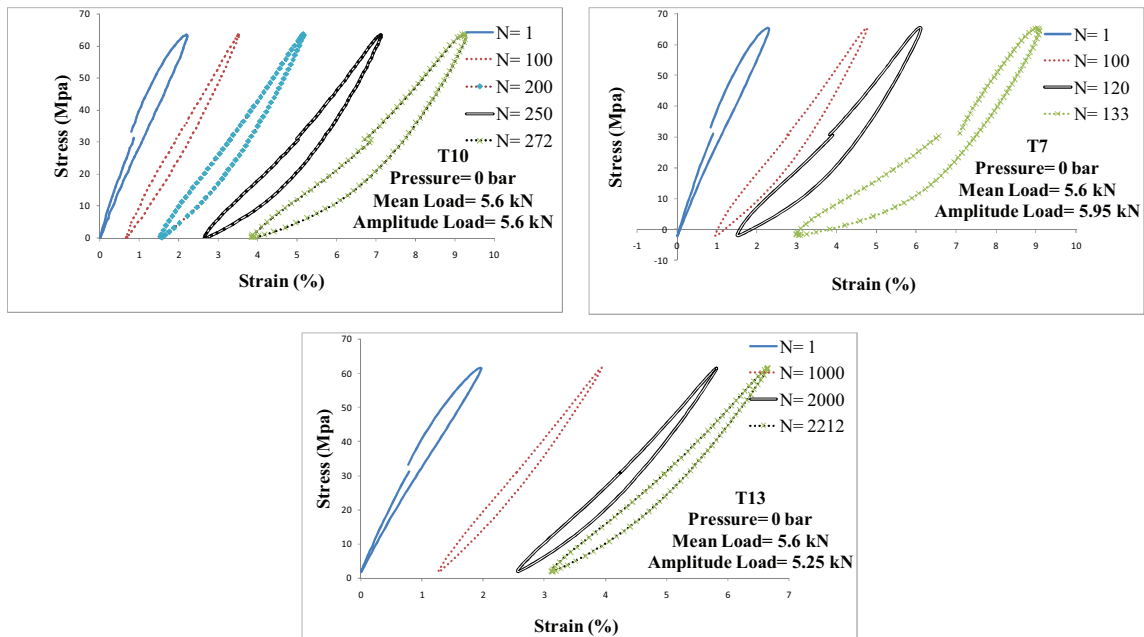 70
60
50
40
30
20
10
0
0 1 2 3 4 5 6 7 8 9 10
Stress (Mpa)
Strain (%)
N= 1
N= 100
N= 200
N= 250
N= 272
T10
Pressure= 0 bar
Mean Load= 5.6 kN
Amplitude Load= 5.6 kN
70
60
50
40
30
20
10
0
-10
-1 0 1 2 3 4 5 6 7 8 9 10
Stress (MPa)
Strain (%)
N= 1
N= 100
N= 120
N= 133
T7
Pressure= 0 bar
Mean Load= 5.6 kN
Amplitude Load= 5.95 kN
70
60
50
40
30
20
10
0
0 1 2 3 4 5 6 7
Stress (Mpa)
Strain (%)
N= 1
N= 1000
N= 2000
N= 2212
T13
Pressure= 0 bar
Mean Load= 5.6 kN
Amplitude Load= 5.25 kN